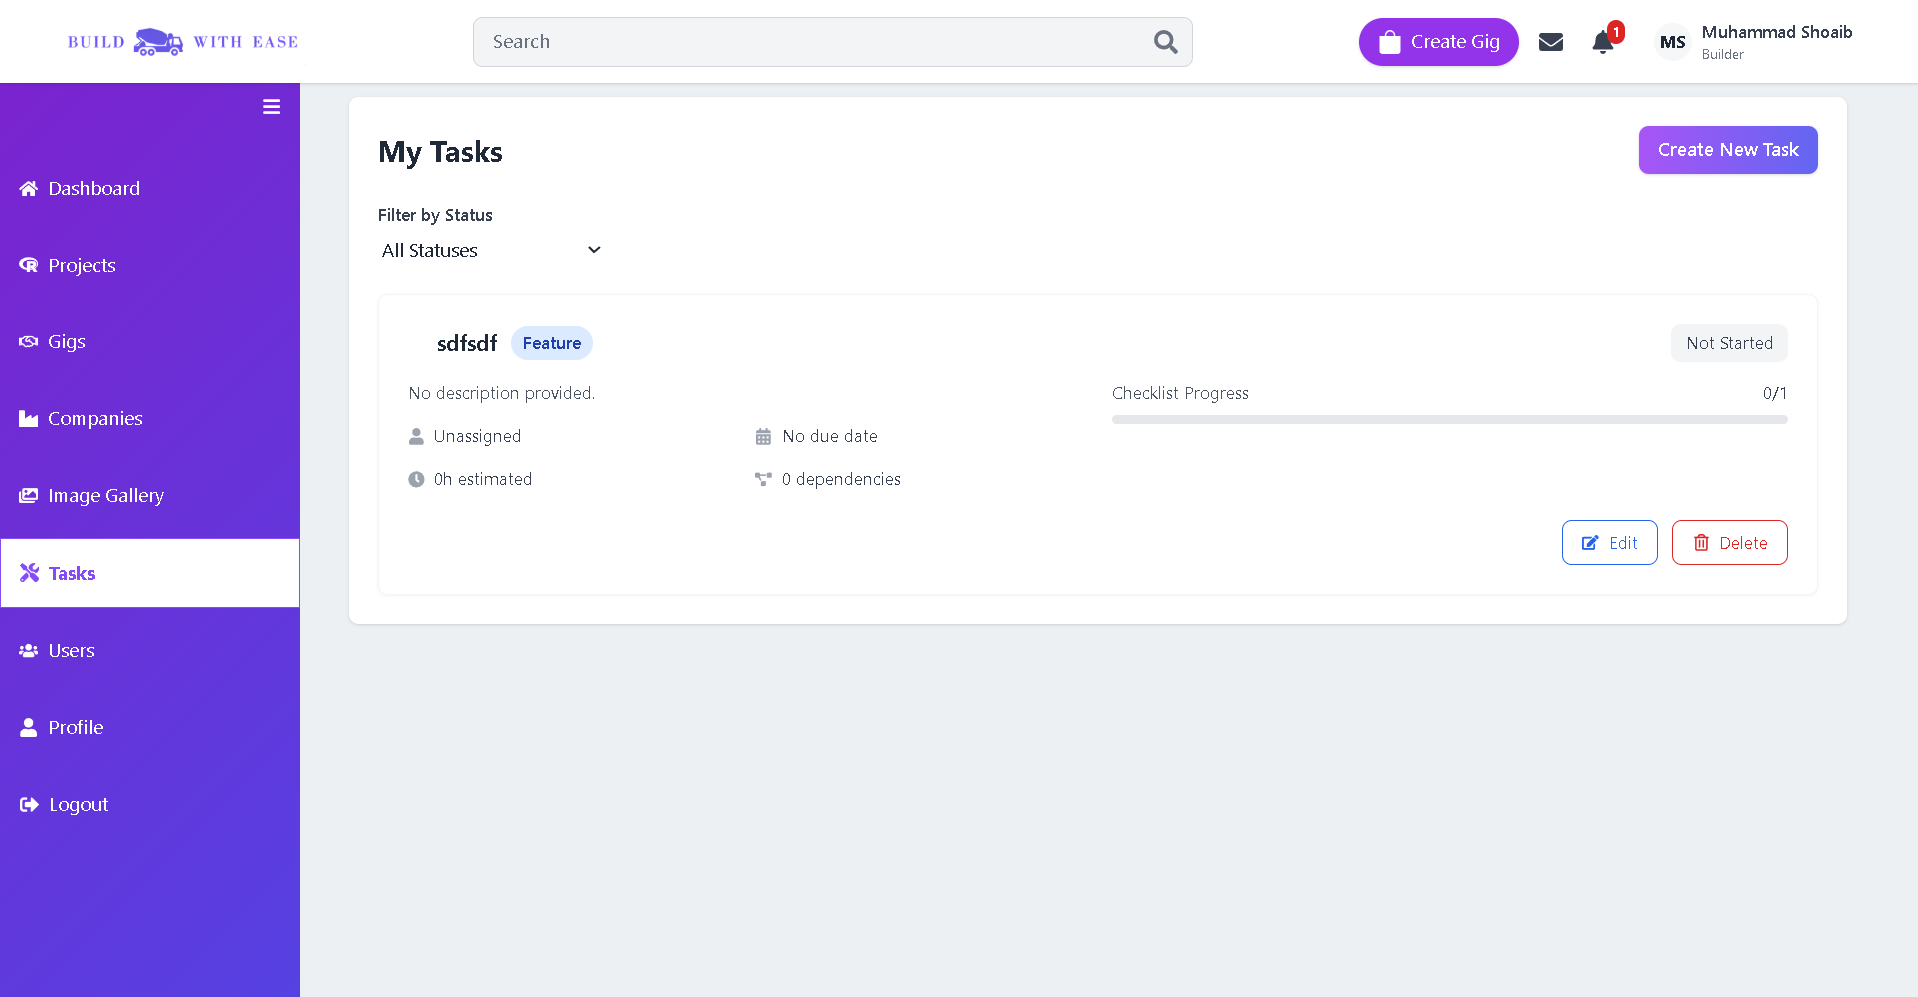 BUILD WITH EASE
Search
Create Gig
1
MS
Muhammad Shoaib
Builder
Dashboard
Projects
Gigs
Companies
Image Gallery
Tasks
Users
Profile
Logout
My Tasks
Create New Task
Filter by Status
All Statuses
sdfsdf Feature
Not Started
No description provided.
Checklist Progress 0/1
Unassigned
No due date
0h estimated
0 dependencies
Edit
Delete